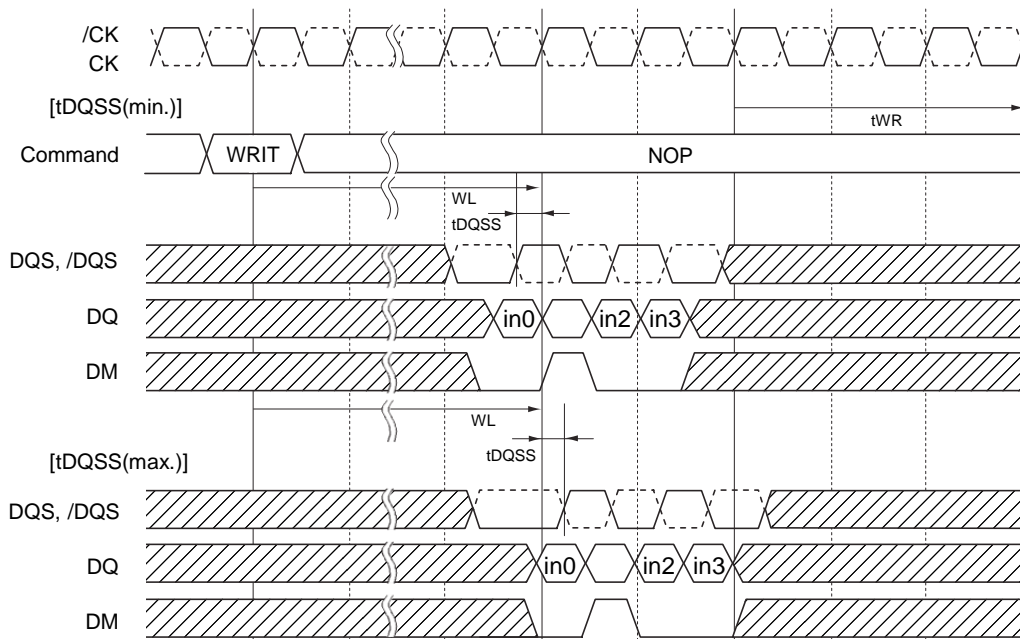 /CK
CK
[tDQSS(min.)]
tWR
Command WRIT NOP
WL
tDQSS
DQS, /DQS
DQ in0 in2 in3
DM
WL
tDQSS
[tDQSS(max.)]
DQS, /DQS
DQ in0 in2 in3
DM